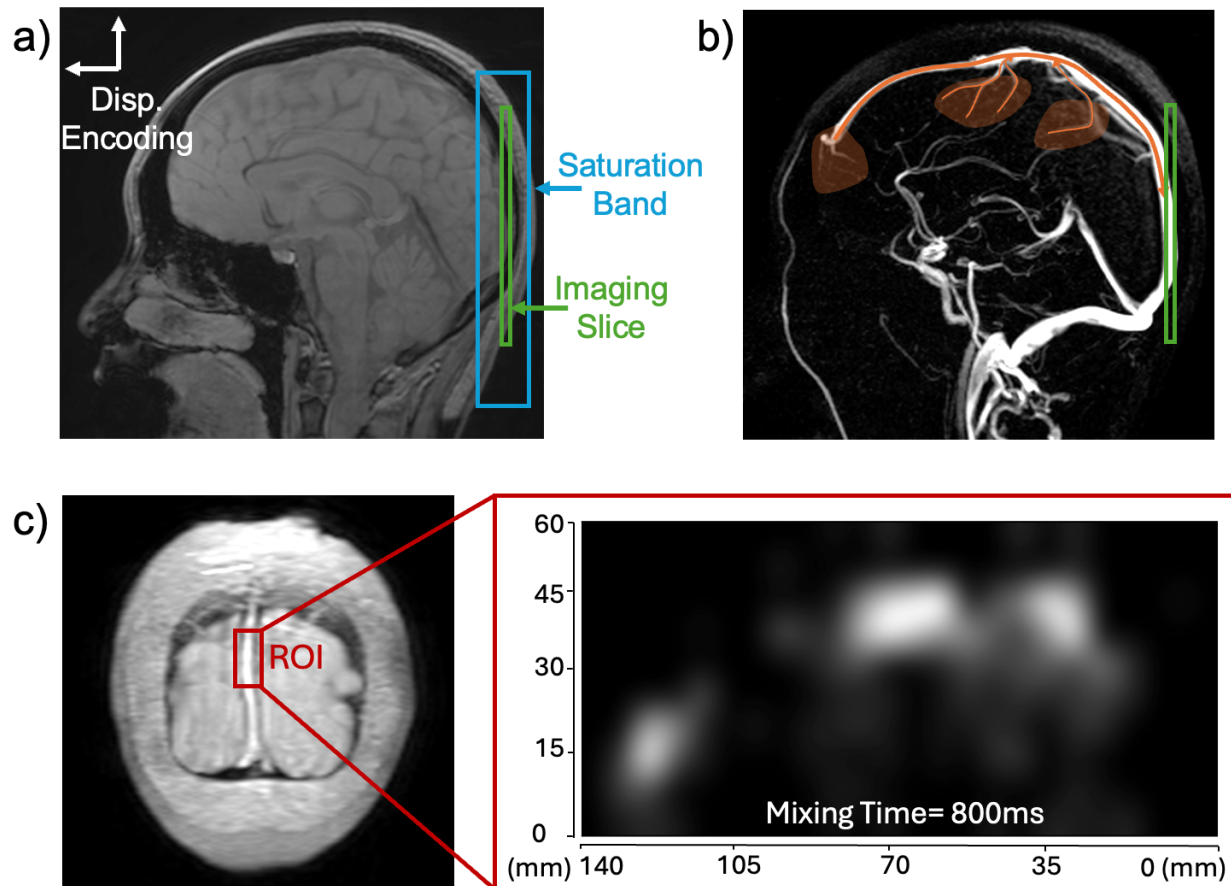 a)
Disp.
Encoding
Saturation
Band
Imaging
Slice
b)
c)
ROI
60
45
30
15
0
Mixing Time= 800ms
(mm) 140 105 70 35 0 (mm)